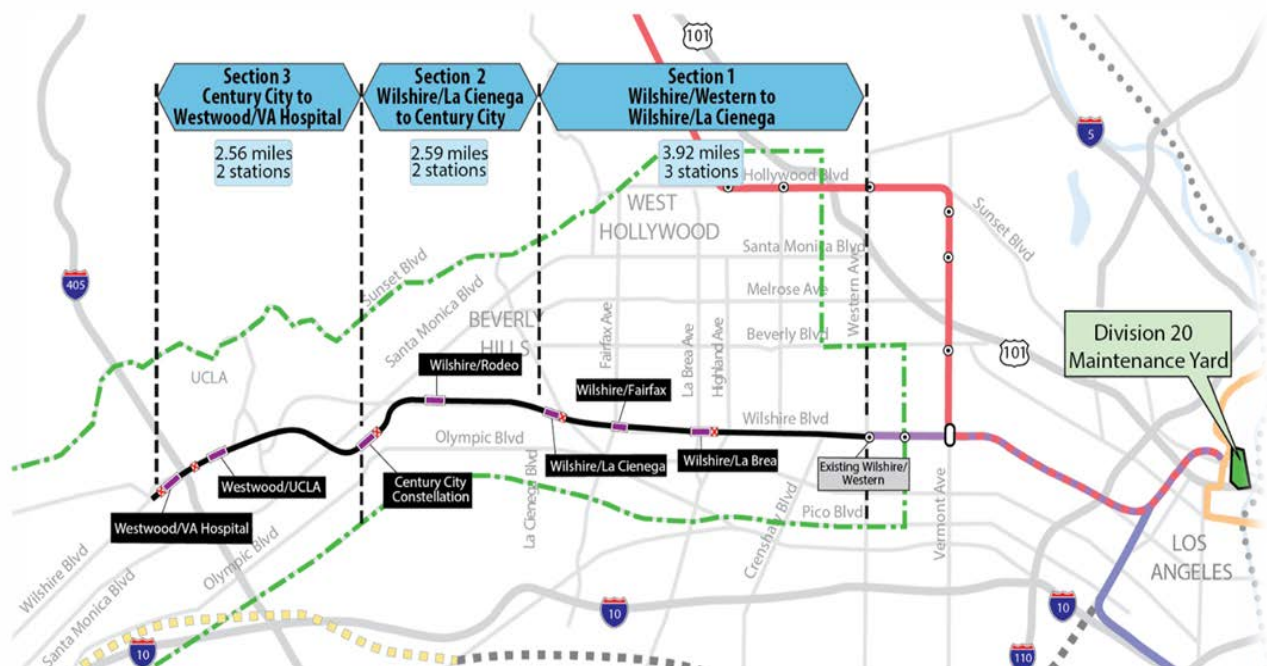 Section 3
Century City to
Westwood/VA Hospital
2.56 miles
2 stations
Section 2
Wilshire/La Cienega
to Century City
2.59 miles
2 stations
Section 1
Wilshire/Western to
Wilshire/La Cienega
3.92 miles
3 stations
101
5
Hollywood Blvd
WEST
HOLLYWOOD
Sunset Blvd
Santa Monica Blvd
Western Ave
405
Sunset Blvd
Santa Monica Blvd
Melrose Ave
BEVERLY
HILLS
Fairfax Ave
La Brea Ave
Highland Ave
Beverly Blvd
101
Division 20
Maintenance Yard
UCLA
Wilshire/Rodeo
Wilshire/Fairfax
Wilshire Blvd
Olympic Blvd
Wilshire/La Cienega
Wilshire/La Brea
Existing Wilshire/
Western
Westwood/UCLA
Century City
Constellation
La Cienega Blvd
Crenshaw Blvd
Pico Blvd
Vermont Ave
Westwood/VA Hospital
Wilshire Blvd
Santa Monica Blvd
Olympic Blvd
LOS
ANGELES
10
10
10
110